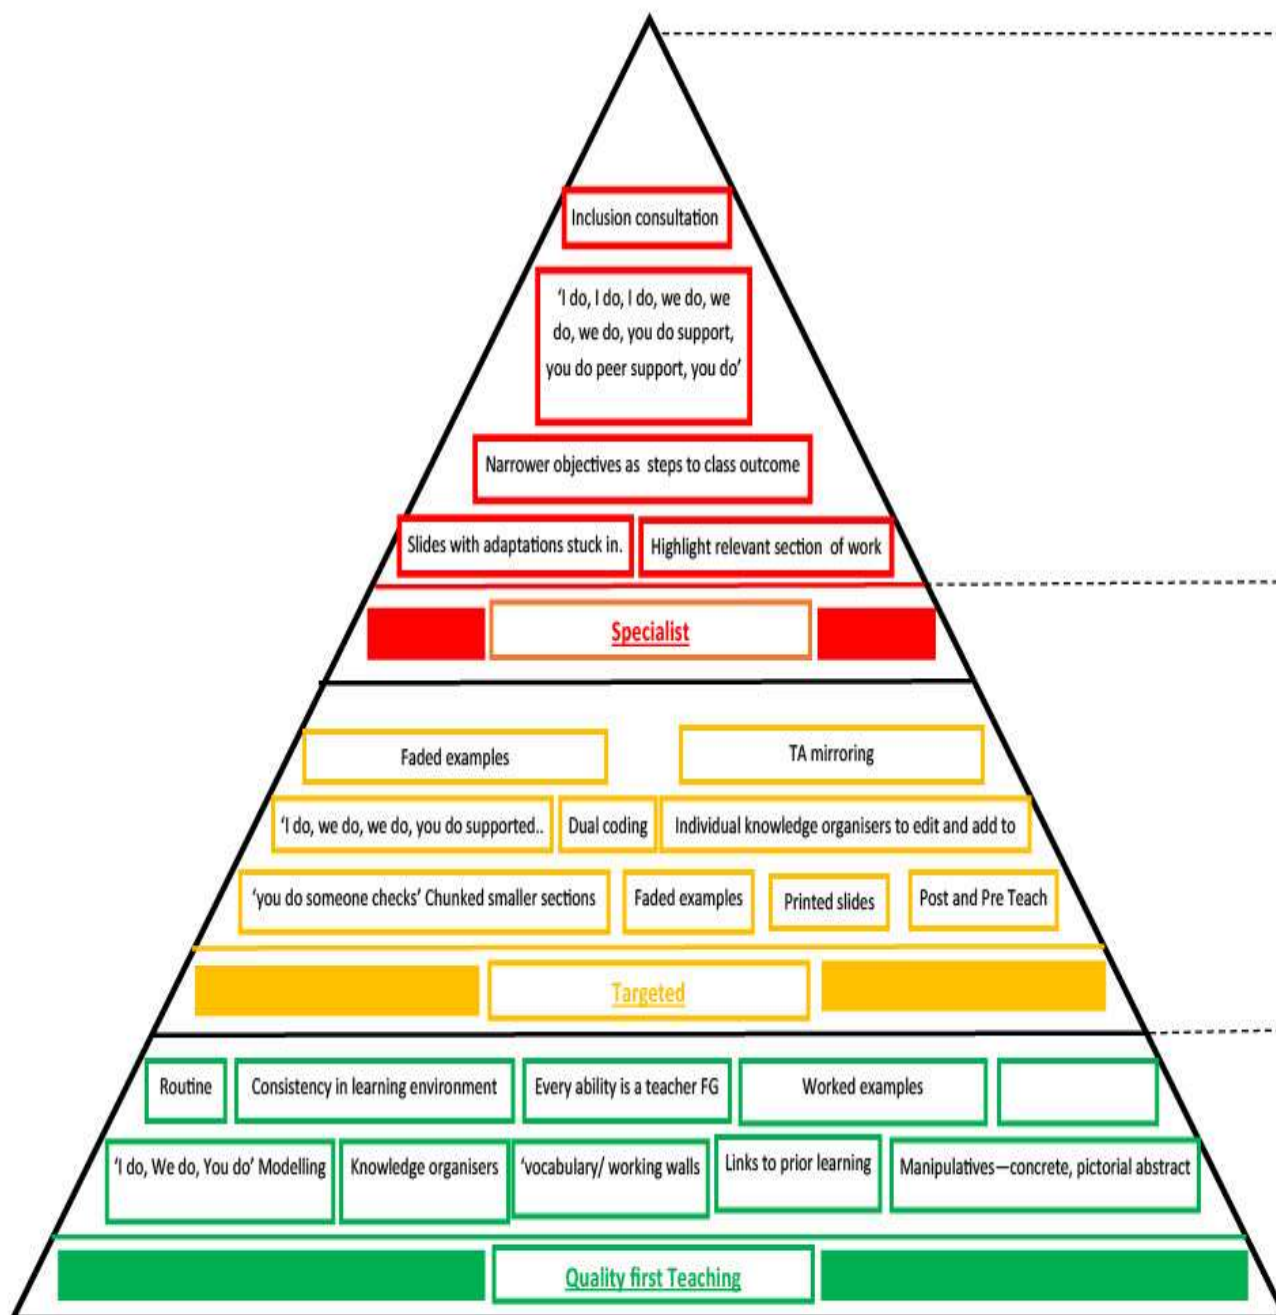 Inclusion consultation
'I do, I do, I do, we do, we
do, we do, you do support,
you do peer support, you do'
Narrower objectives as steps to class outcome
Slides with adaptations stuck in.
Highlight relevant section of work
Specialist
Faded examples
TA mirroring
'I do, we do, we do, you do supported..
Dual coding
Individual knowledge organisers to edit and add to
'you do someone checks' Chunked smaller sections
Faded examples
Printed slides
Post and Pre Teach
Targeted
Routine
Consistency in learning environment
Every ability is a teacher FG
Worked examples
'I do, We do, You do' Modelling
Knowledge organisers
'vocabulary/ working walls
Links to prior learning
Manipulatives—concrete, pictorial abstract
Quality first Teaching